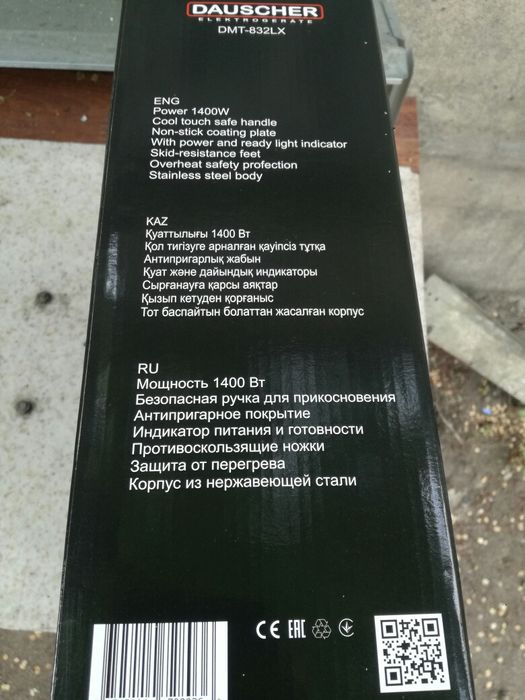 DAUSCHER
ELEKTROGERÄTE
DMT-832LX
ENG
Power 1400W
Cool touch safe handle
Non-stick coating plate
With power and ready light indicator
Skid-resistance feet
Overheat safety profection
Stainless steel body
KAZ
Қуаттылығы 1400 Вт
Қол тигізуге арналған қауіпсіз тұтқа
Антипригарлық жабын
Қуат және дайындық индикаторы
Сырғанауға қарсы аяқтар
Қызып кетуден қорғаныс
Тот баспайтын болаттан жасалған корпус
RU
Мощность 1400 Вт
Безопасная ручка для прикосновения
Антипригарное покрытие
Индикатор питания и готовности
Противоскользящие ножки
Защита от перегрева
Корпус из нержавеющей стали
CE EAC